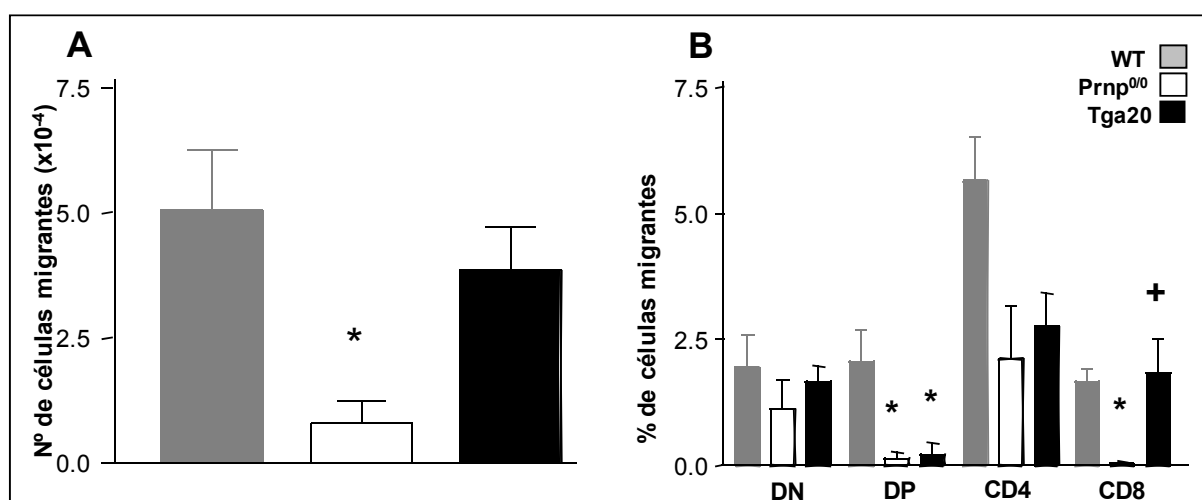 A
Nº de células migrantes (x10⁻⁴)
7.5
5.0
2.5
0.0
*
B
WT
Prnp⁰/⁰
Tga20
% de células migrantes
7.5
5.0
2.5
0.0
*
*
*
+
DN DP CD4 CD8